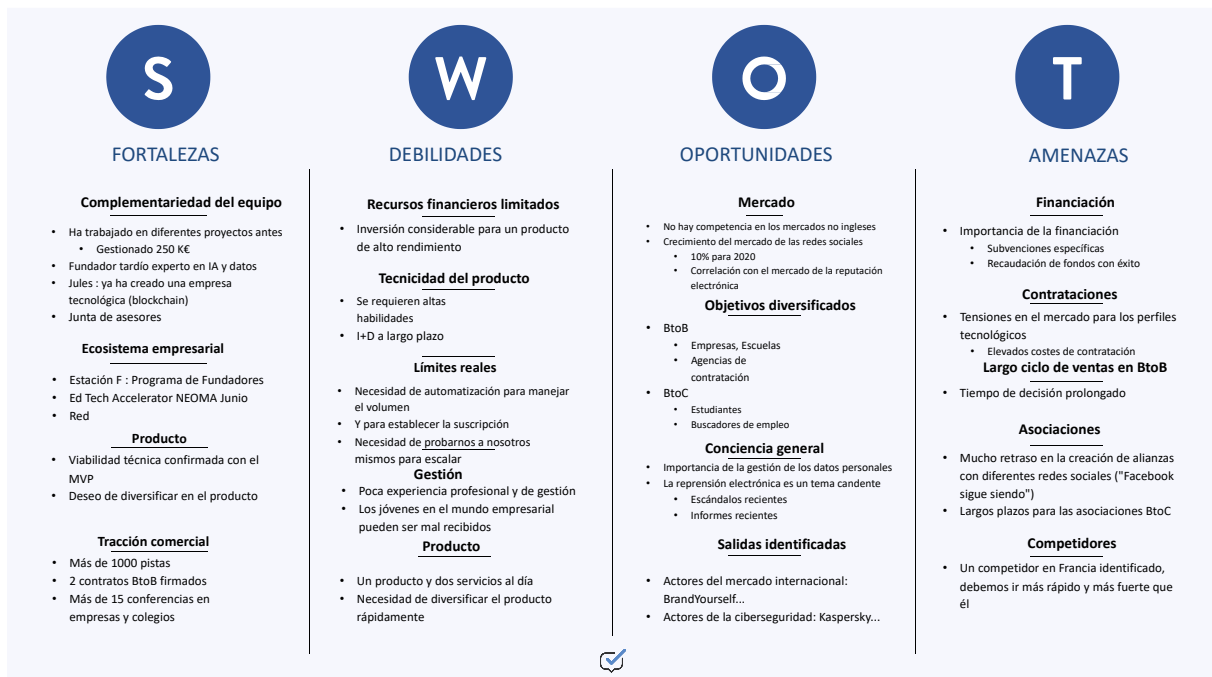 S
FORTALEZAS
Complementariedad del equipo
• Ha trabajado en diferentes proyectos antes
• Gestionado 250 K€
• Fundador tardío experto en IA y datos
• Jules : ya ha creado una empresa
tecnológica (blockchain)
• Junta de asesores
Ecosistema empresarial
• Estación F : Programa de Fundadores
• Ed Tech Accelerator NEOMA Junio
• Red
Producto
• Viabilidad técnica confirmada con el
MVP
• Deseo de diversificar en el producto
Tracción comercial
• Más de 1000 pistas
• 2 contratos BtoB firmados
• Más de 15 conferencias en
empresas y colegios
W
DEBILIDADES
Recursos financieros limitados
• Inversión considerable para un producto
de alto rendimiento
Tecnicidad del producto
• Se requieren altas
habilidades
• I+D a largo plazo
Límites reales
• Necesidad de automatización para manejar
el volumen
• Y para establecer la suscripción
• Necesidad de probarnos a nosotros
mismos para escalar
Gestión
• Poca experiencia profesional y de gestión
• Los jóvenes en el mundo empresarial
pueden ser mal recibidos
Producto
• Un producto y dos servicios al día
• Necesidad de diversificar el producto
rápidamente
O
OPORTUNIDADES
Mercado
• No hay competencia en los mercados no ingleses
• Crecimiento del mercado de las redes sociales
• 10% para 2020
• Correlación con el mercado de la reputación
electrónica
Objetivos diversificados
• BtoB
• Empresas, Escuelas
• Agencias de
contratación
• BtoC
• Estudiantes
• Buscadores de empleo
Conciencia general
• Importancia de la gestión de los datos personales
• La reprensión electrónica es un tema candente
• Escándalos recientes
• Informes recientes
Salidas identificadas
• Actores del mercado internacional:
BrandYourself...
• Actores de la ciberseguridad: Kaspersky...
T
AMENAZAS
Financiación
• Importancia de la financiación
• Subvenciones específicas
• Recaudación de fondos con éxito
Contrataciones
• Tensiones en el mercado para los perfiles
tecnológicos
• Elevados costes de contratación
Largo ciclo de ventas en BtoB
• Tiempo de decisión prolongado
Asociaciones
• Mucho retraso en la creación de alianzas
con diferentes redes sociales ("Facebook
sigue siendo")
• Largos plazos para las asociaciones BtoC
Competidores
• Un competidor en Francia identificado,
debemos ir más rápido y más fuerte que
él